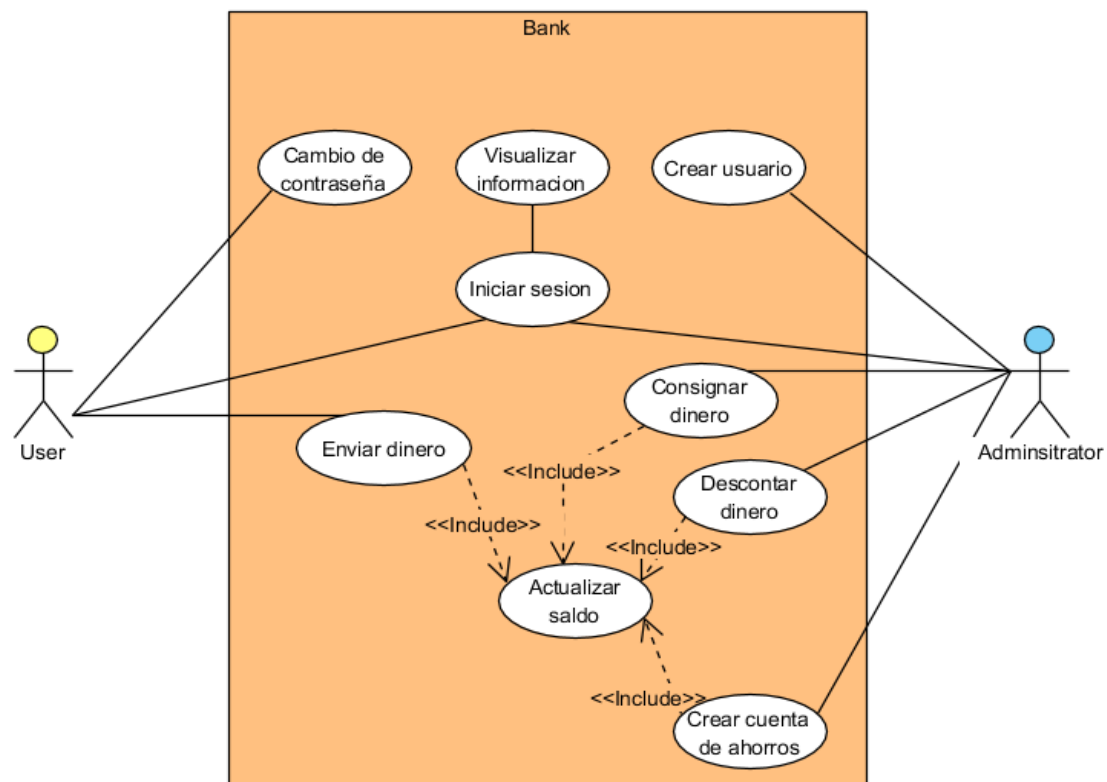 Bank
Cambio de
contraseña
Visualizar
informacion
Crear usuario
Iniciar sesion
User
Enviar dinero
Consignar
dinero
Adminsitrator
<<Include>>
Descontar
dinero
<<Include>>
<<Include>>
Actualizar
saldo
<<Include>>
Crear cuenta
de ahorros